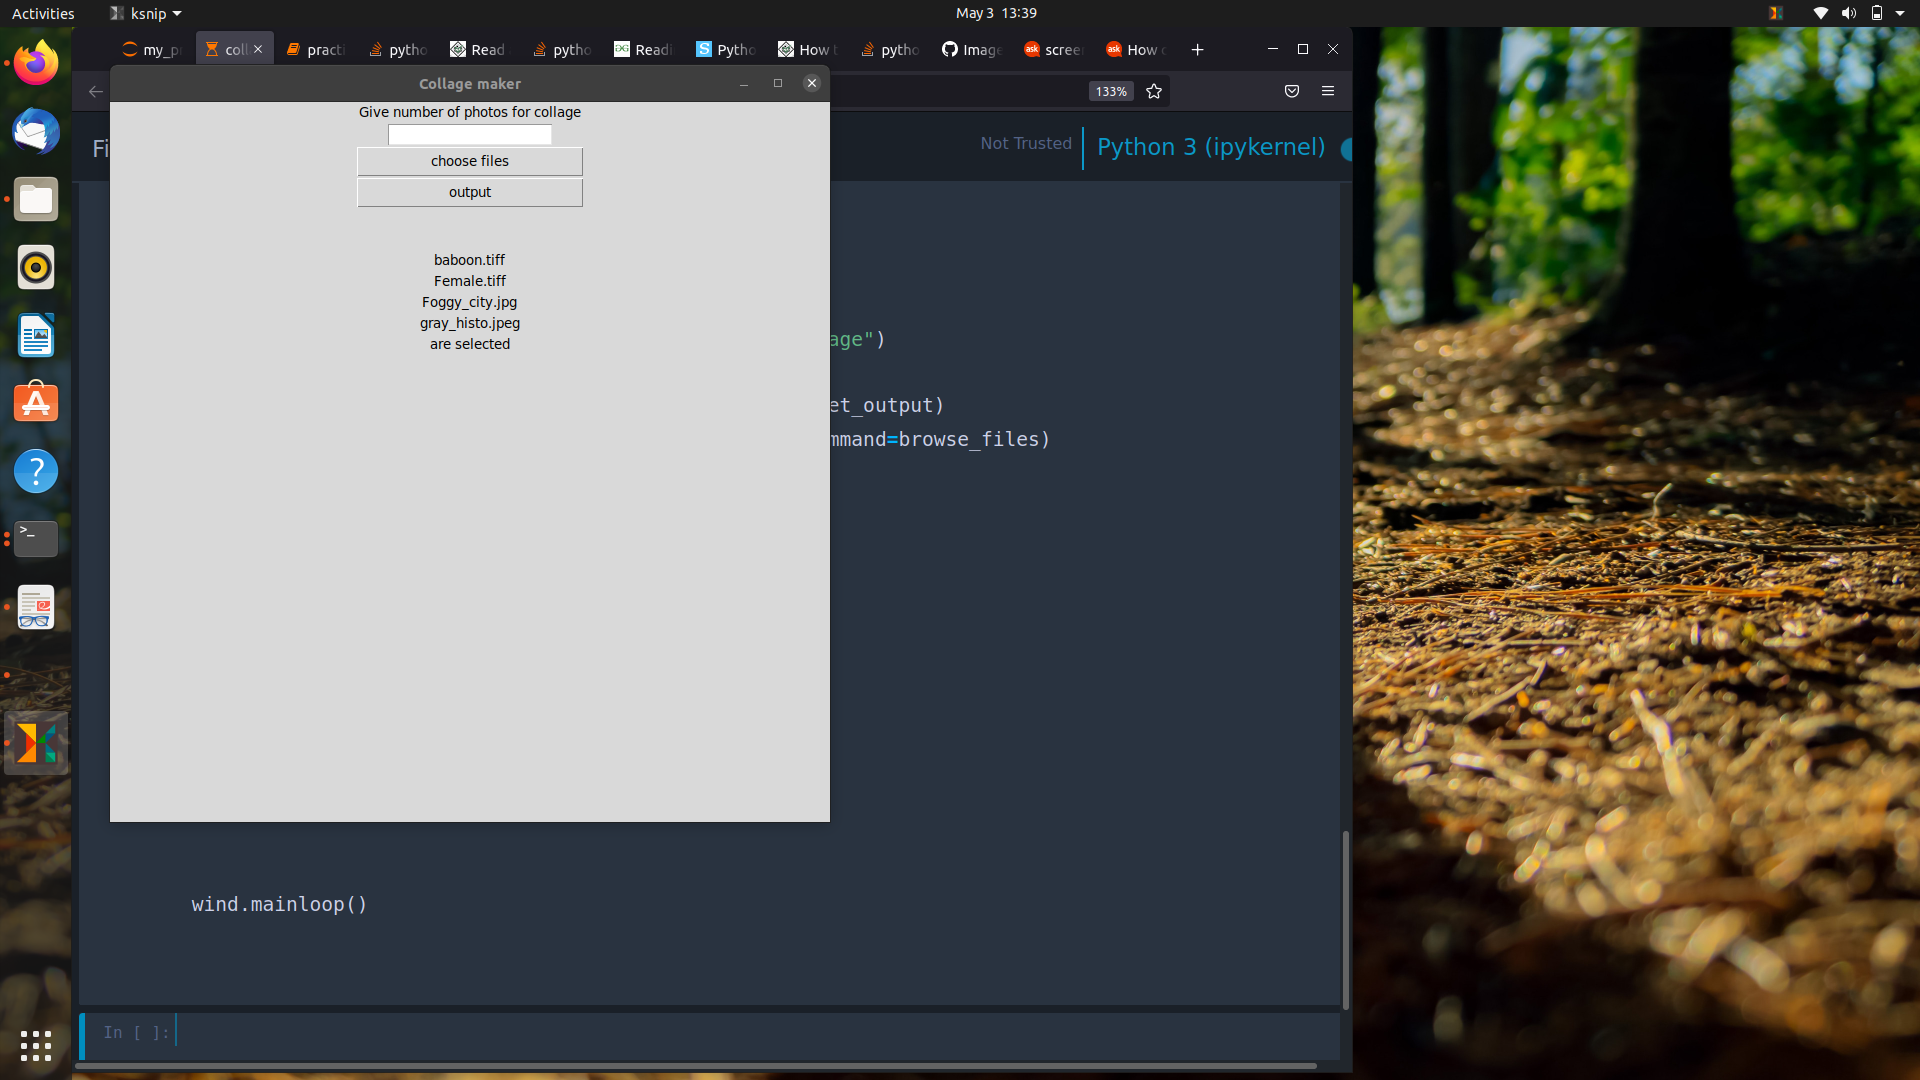 Activities
ksnip
May 3 13:39
my_p
coll
practi
pytho
Read
pytho
Readi
Pytho
How t
pytho
Image
screen
How c
Collage maker
133%
Give number of photos for collage
choose files
output
baboon.tiff
Female.tiff
Foggy_city.jpg
gray_histo.jpeg
are selected
Fi
Not Trusted
Python 3 (ipykernel)
age")
et_output)
mmand=browse_files)
wind.mainloop()
In [ ]: